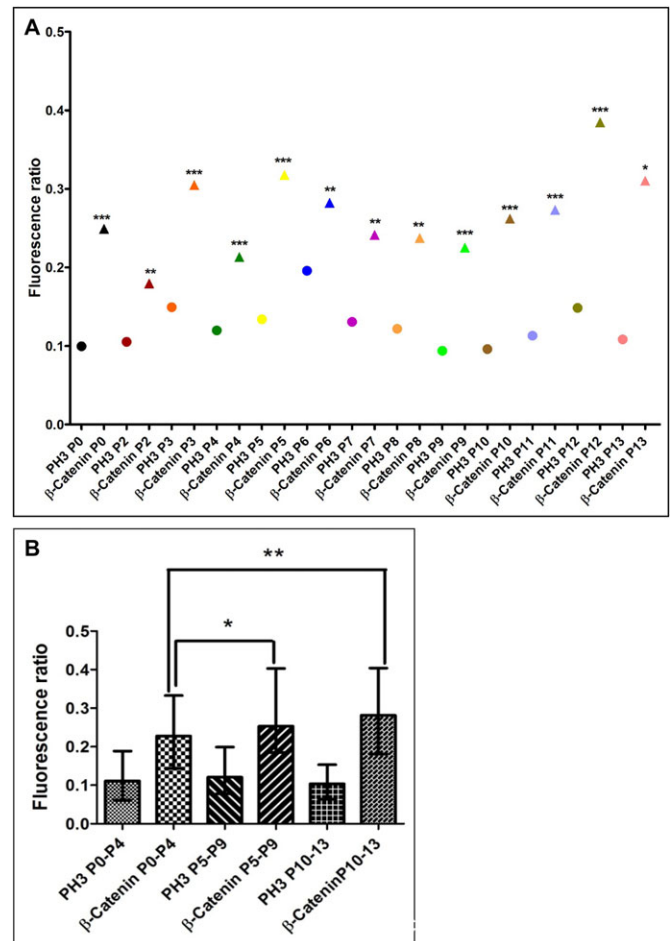 A
0.5
0.4
0.3
0.2
0.1
0.0
Fluorescence ratio
***
**
***
***
***
**
**
**
***
***
***
***
*
PH3 P0
β-Catenin P0
PH3 P2
β-Catenin P2
PH3 P3
β-Catenin P3
PH3 P4
β-Catenin P4
PH3 P5
β-Catenin P5
PH3 P6
β-Catenin P6
PH3 P7
β-Catenin P7
PH3 P8
β-Catenin P8
PH3 P9
β-Catenin P9
PH3 P10
β-Catenin P10
PH3 P11
β-Catenin P11
PH3 P12
β-Catenin P12
PH3 P13
β-Catenin P13
B
**
*
0.5
0.4
0.3
0.2
0.1
0.0
Fluorescence ratio
PH3 P0-P4
β-Catenin P0-P4
PH3 P5-P9
β-Catenin P5-P9
PH3 P10-13
β-CateninP10-13